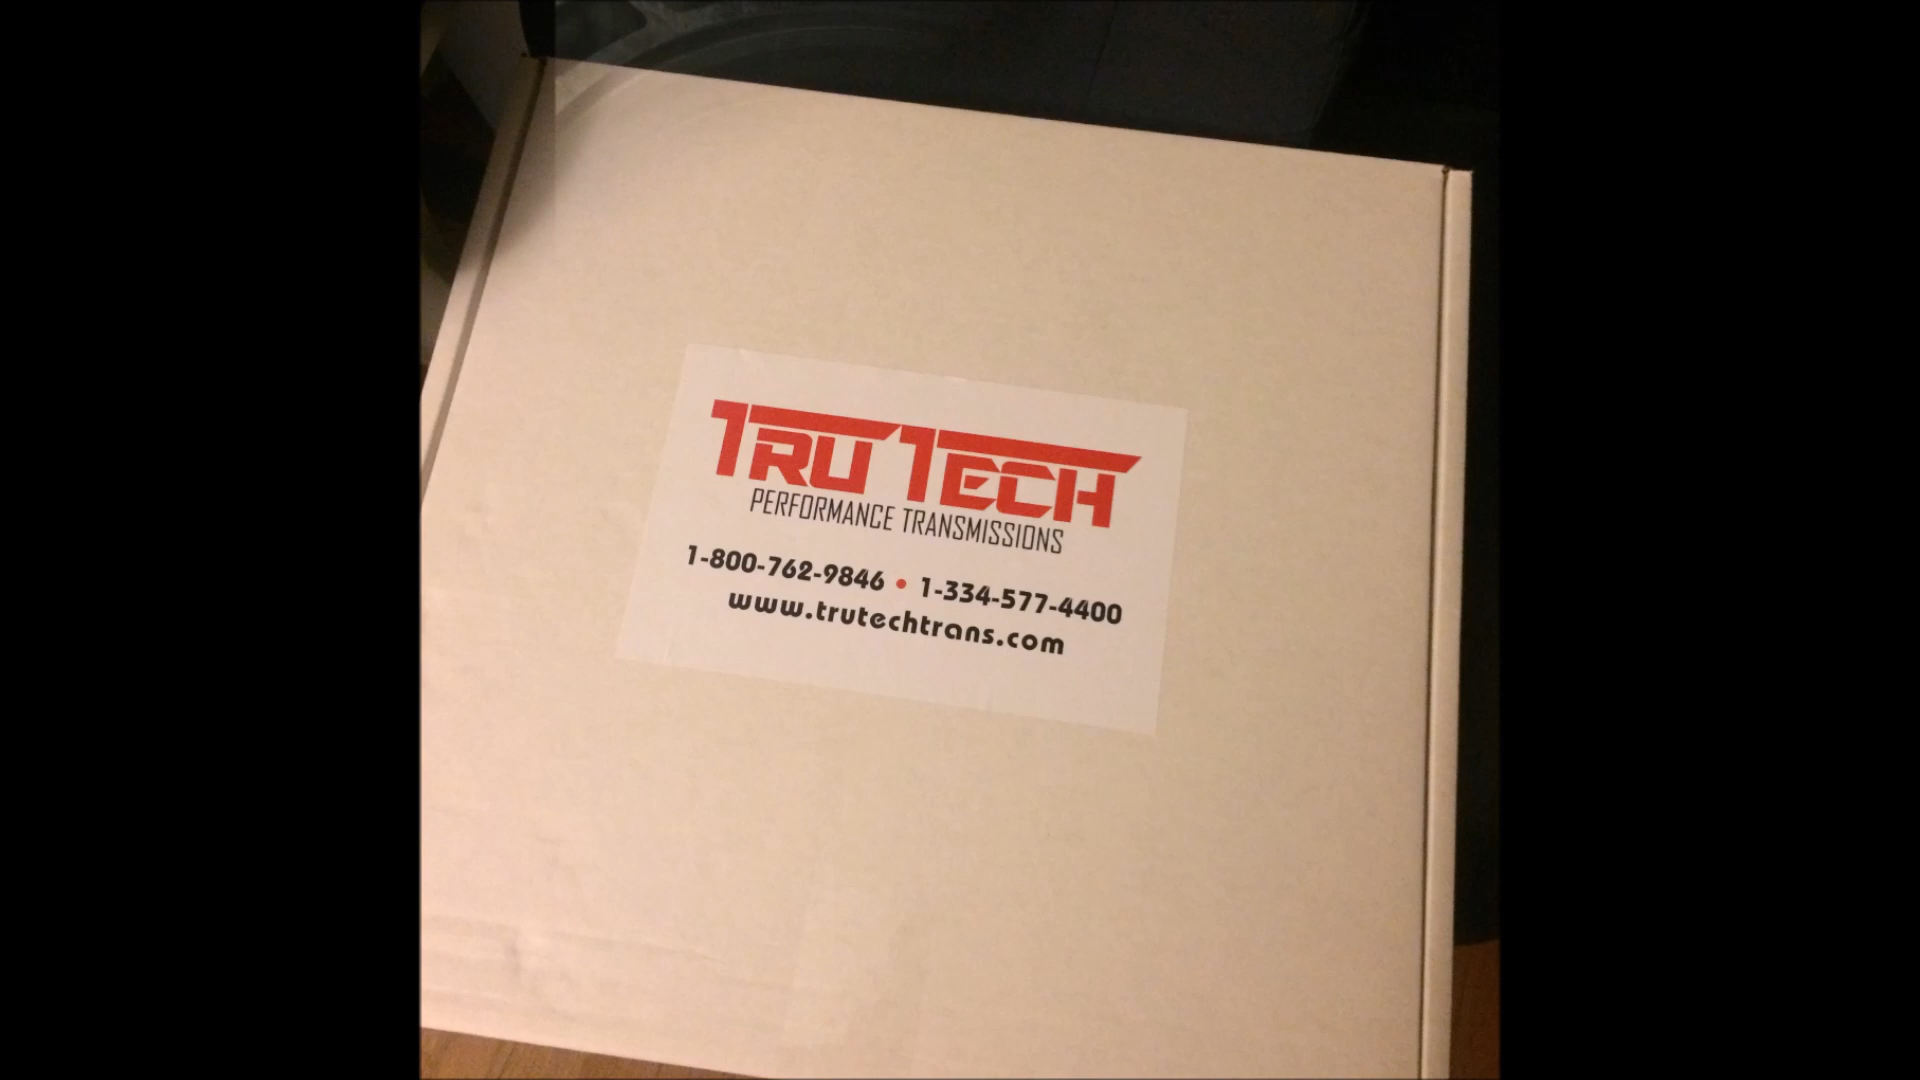 TRU TECH
PERFORMANCE TRANSMISSIONS
1-800-762-9846 • 1-334-577-4400
www.trutechtrans.com